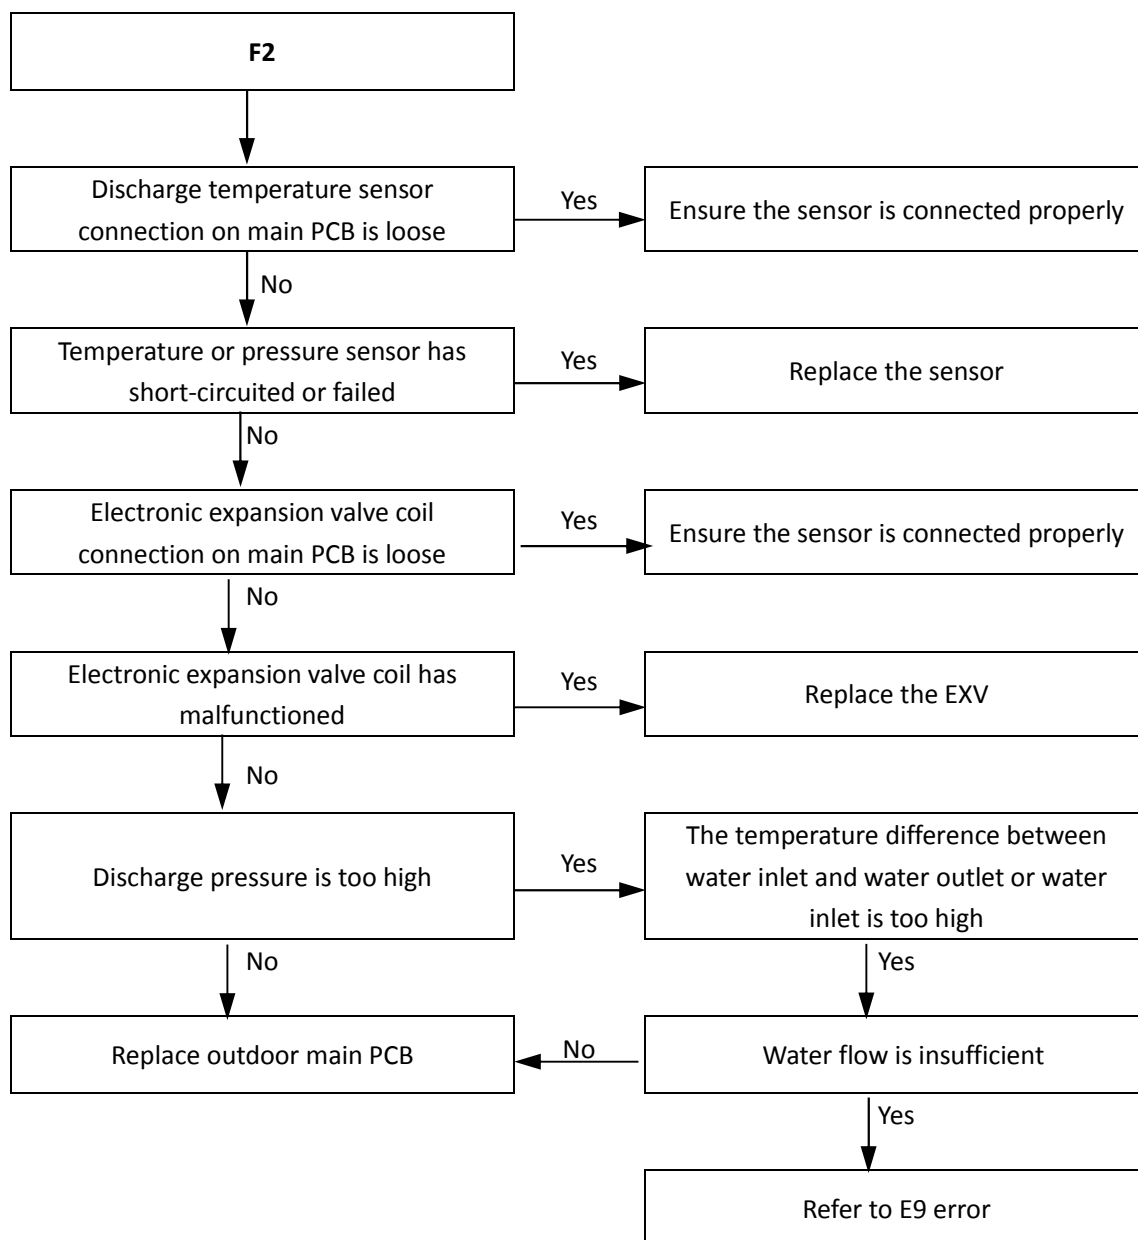 F2
Discharge temperature sensor
connection on main PCB is loose
Yes
Ensure the sensor is connected properly
No
Temperature or pressure sensor has
short-circuited or failed
Yes
Replace the sensor
No
Electronic expansion valve coil
connection on main PCB is loose
Yes
Ensure the sensor is connected properly
No
Electronic expansion valve coil has
malfunctioned
Yes
Replace the EXV
No
Discharge pressure is too high
Yes
The temperature difference between
water inlet and water outlet or water
inlet is too high
No
Yes
Replace outdoor main PCB
No
Water flow is insufficient
Yes
Refer to E9 error